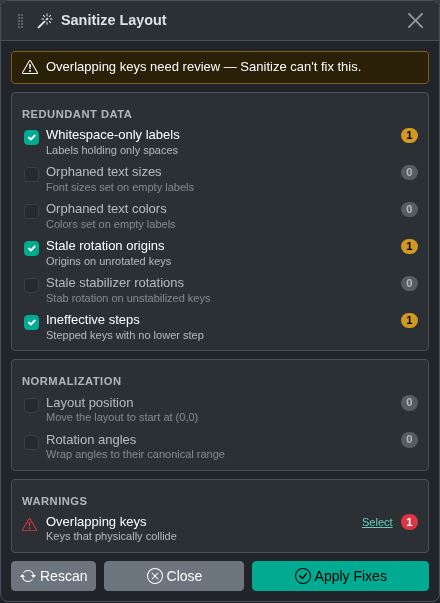 Sanitize Layout
Overlapping keys need review — Sanitize can't fix this.
REDUNDANT DATA
Whitespace-only labels 1
Labels holding only spaces
Orphaned text sizes 0
Font sizes set on empty labels
Orphaned text colors 0
Colors set on empty labels
Stale rotation origins 1
Origins on unrotated keys
Stale stabilizer rotations 0
Stab rotation on unstabilized keys
Ineffective steps 1
Stepped keys with no lower step
NORMALIZATION
Layout position 0
Move the layout to start at (0,0)
Rotation angles 0
Wrap angles to their canonical range
WARNINGS
Overlapping keys Select 1
Keys that physically collide
Rescan Close Apply Fixes